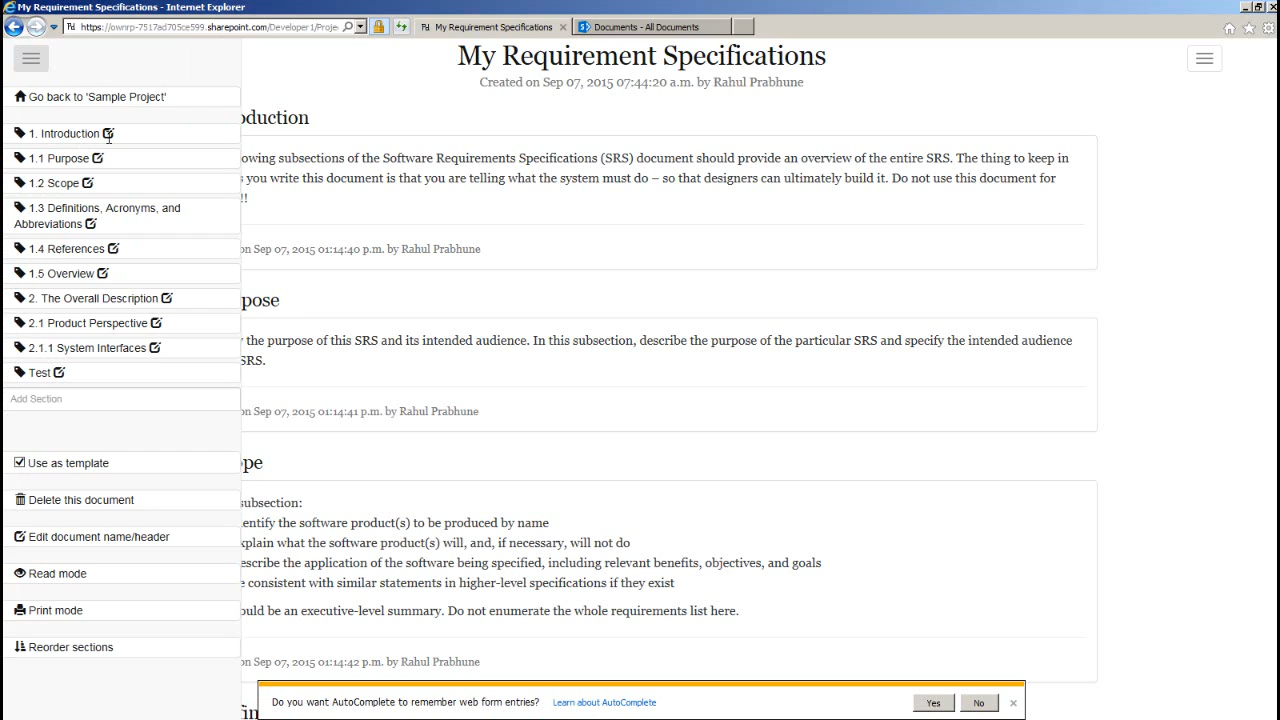 My Requirement Specifications - Internet Explorer
https://ownrp-7517ad705ce599.sharepoint.com/Developer1/Proje
My Requirement Specifications
Documents - All Documents
My Requirement Specifications
Created on Sep 07, 2015 07:44:20 a.m. by Rahul Prabhune
Go back to 'Sample Project'
1. Introduction
1.1 Purpose
1.2 Scope
1.3 Definitions, Acronyms, and
Abbreviations
1.4 References
1.5 Overview
2. The Overall Description
2.1 Product Perspective
2.1.1 System Interfaces
Test
Add Section
Use as template
Delete this document
Edit document name/header
Read mode
Print mode
Reorder sections
oduction
owing subsections of the Software Requirements Specifications (SRS) document should provide an overview of the entire SRS. The thing to keep in
s you write this document is that you are telling what the system must do – so that designers can ultimately build it. Do not use this document for
!!
on Sep 07, 2015 01:14:40 p.m. by Rahul Prabhune
pose
y the purpose of this SRS and its intended audience. In this subsection, describe the purpose of the particular SRS and specify the intended audience
SRS.
on Sep 07, 2015 01:14:41 p.m. by Rahul Prabhune
pe
subsection:
entify the software product(s) to be produced by name
xplain what the software product(s) will, and, if necessary, will not do
escribe the application of the software being specified, including relevant benefits, objectives, and goals
e consistent with similar statements in higher-level specifications if they exist
ould be an executive-level summary. Do not enumerate the whole requirements list here.
on Sep 07, 2015 01:14:42 p.m. by Rahul Prabhune
fin
Do you want AutoComplete to remember web form entries? Learn about AutoComplete
Yes
No